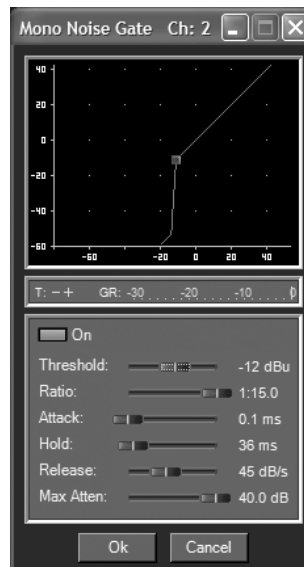 Mono Noise Gate Ch: 2
40
20
0
-20
-40
-60
-60 -20 0 20 40
T: -+ GR: -30 -20 -10 0
On
Threshold: -12 dBu
Ratio: 1:15.0
Attack: 0.1 ms
Hold: 36 ms
Release: 45 dB/s
Max Atten: 40.0 dB
Ok Cancel